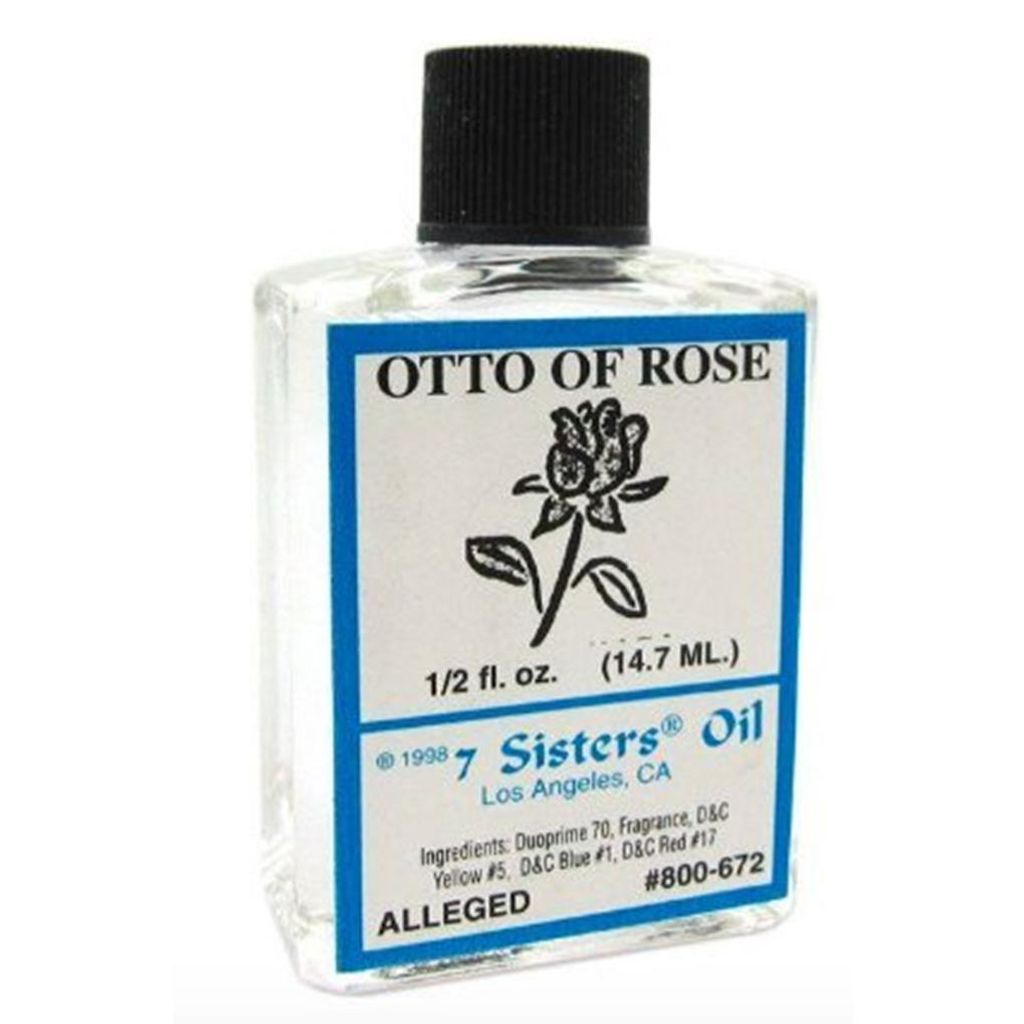 OTTO OF ROSE
1/2 fl. oz. (14.7 ML.)
® 1998 7 Sisters® Oil
Los Angeles, CA
Ingredients: Duoprime 70, Fragrance, D&C
Yellow #5, D&C Blue #1, D&C Red #17
#800-672
ALLEGED